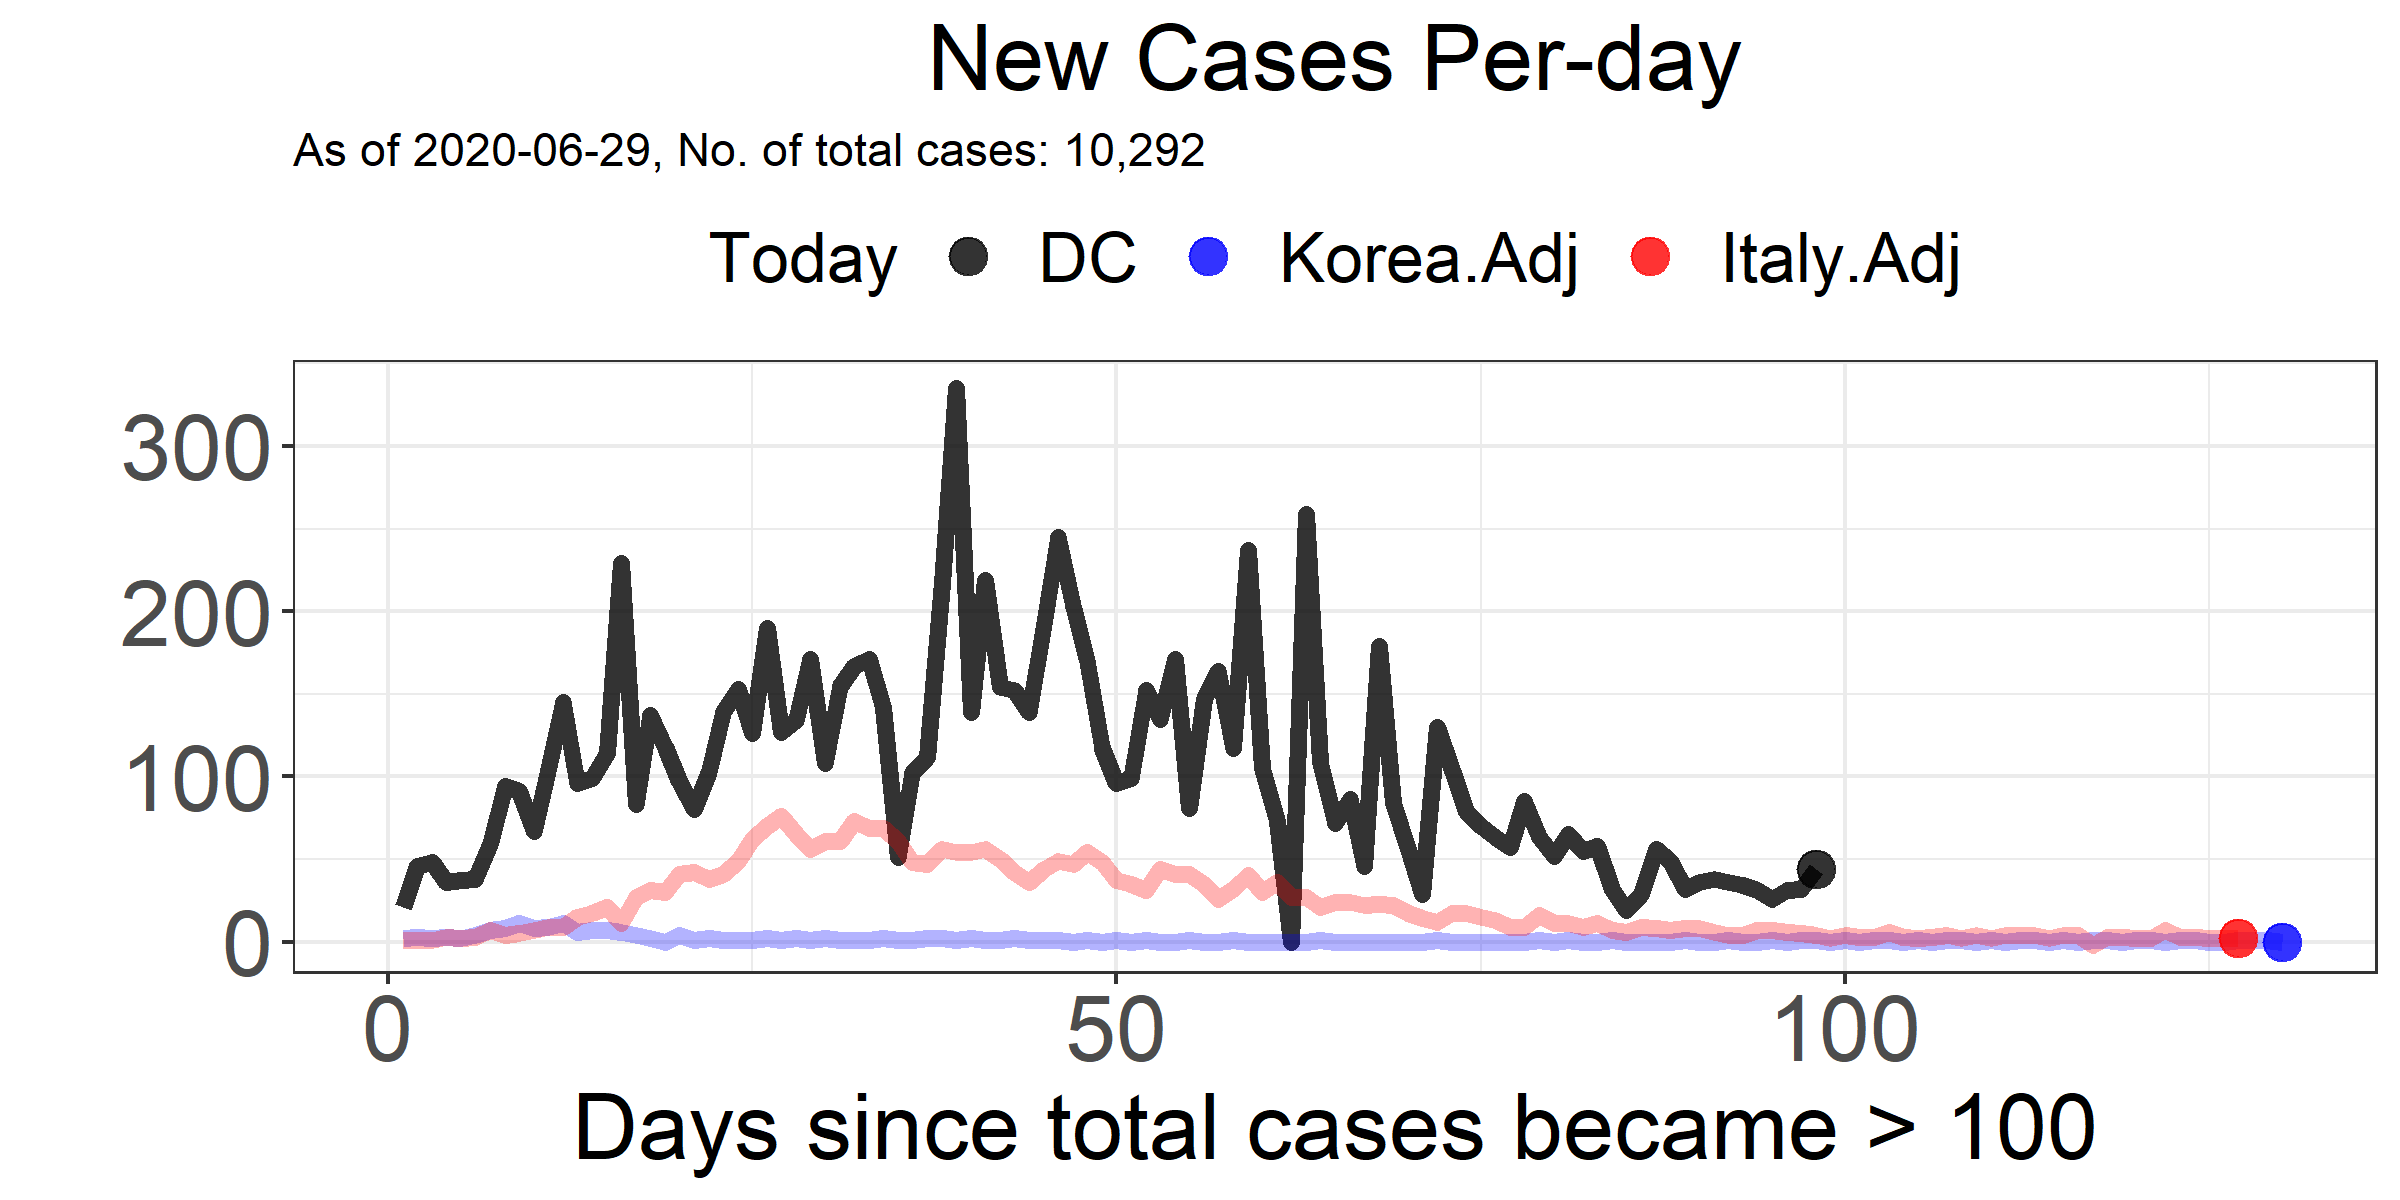 New Cases Per-day
As of 2020-06-29, No. of total cases: 10,292
Today DC Korea.Adj Italy.Adj
300
200
100
0
0 50 100
Days since total cases became > 100